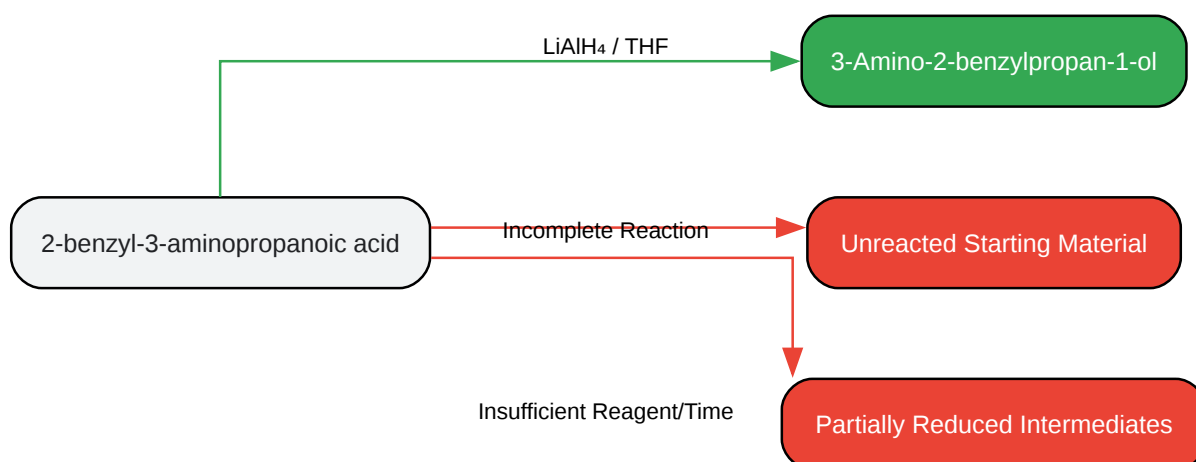 LiAlH₄ / THF
3-Amino-2-benzylpropan-1-ol
2-benzyl-3-aminopropanoic acid
Incomplete Reaction
Unreacted Starting Material
Insufficient Reagent/Time
Partially Reduced Intermediates